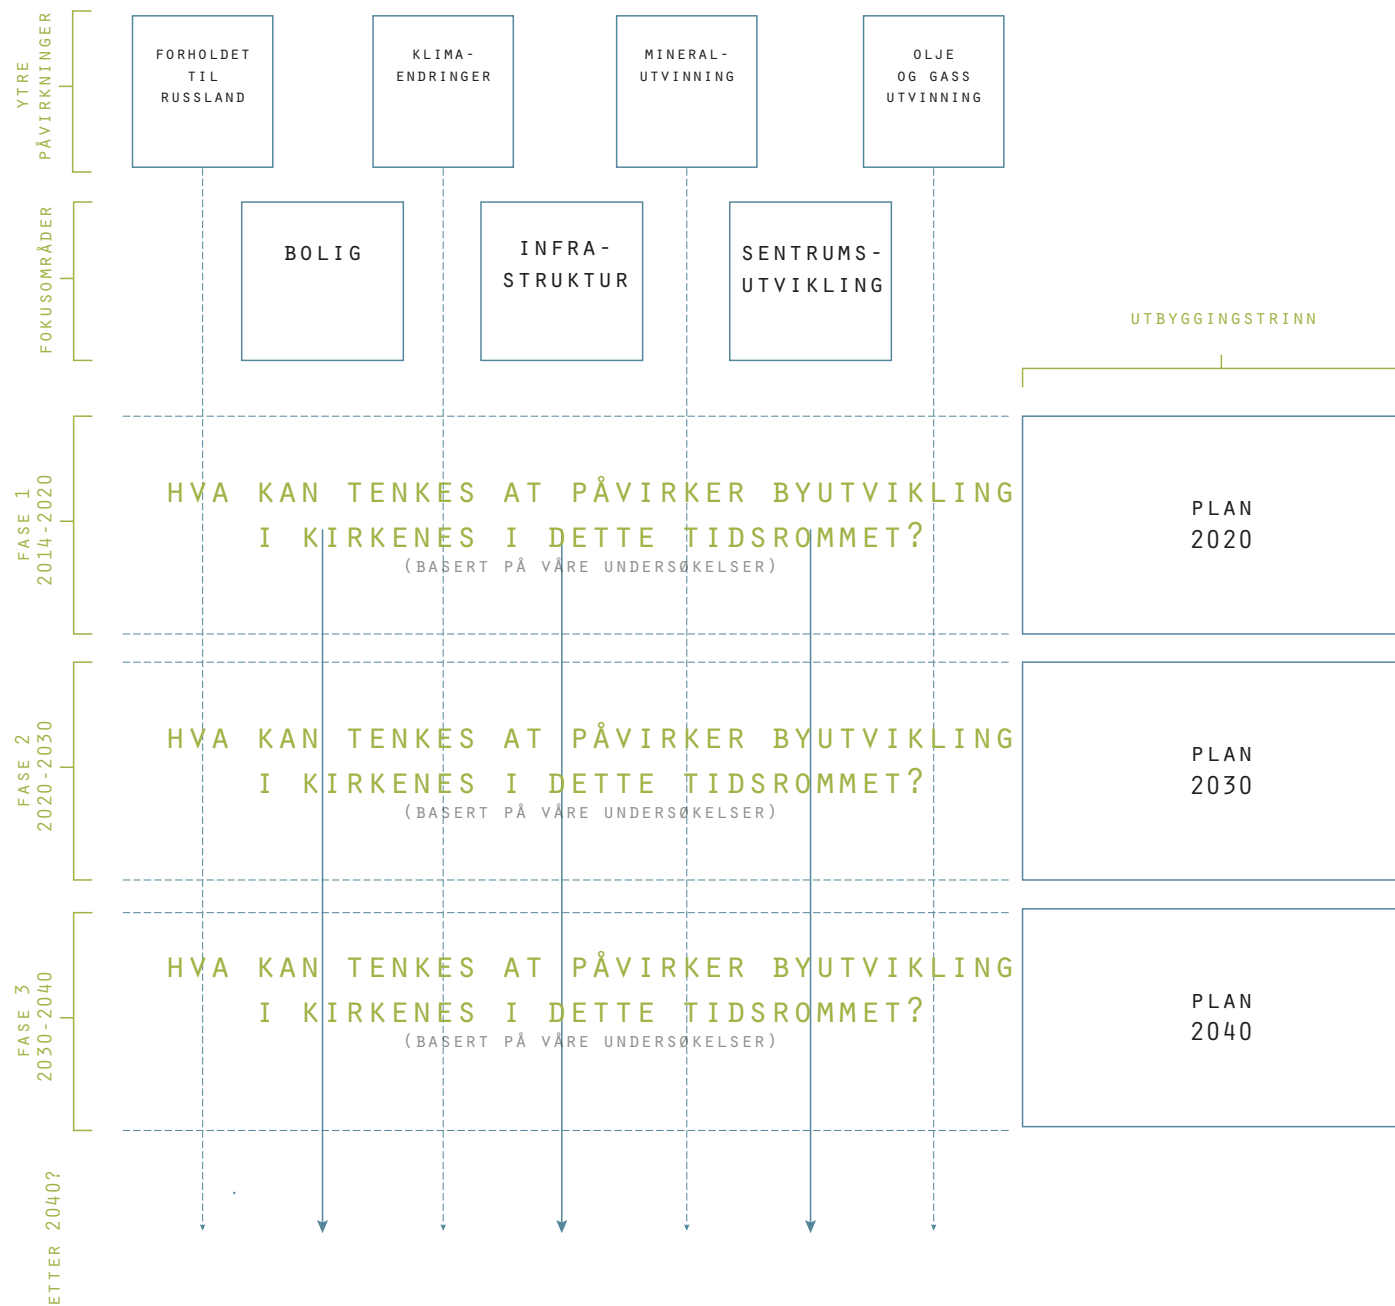 YTRE
PÅVIRKNINGER
FORHOLDET
TIL
RUSSLAND
KLIMA-
ENDRINGER
MINERAL-
UTVINNING
OLJE
OG GASS
UTVINNING
FOKUSOMRÅDER
BOLIG
INFRA-
STRUKTUR
SENTRUMS-
UTVIKLING
UTBYGGINGSTRINN
FASE 1
2014-2020
HVA KAN TENKES AT PÅVIRKER BYUTVIKLING
I KIRKENES I DETTE TIDSROMMET?
(BASERT PÅ VÅRE UNDERSØKELSER)
PLAN
2020
FASE 2
2020-2030
HVA KAN TENKES AT PÅVIRKER BYUTVIKLING
I KIRKENES I DETTE TIDSROMMET?
(BASERT PÅ VÅRE UNDERSØKELSER)
PLAN
2030
FASE 3
2030-2040
HVA KAN TENKES AT PÅVIRKER BYUTVIKLING
I KIRKENES I DETTE TIDSROMMET?
(BASERT PÅ VÅRE UNDERSØKELSER)
PLAN
2040
ETTER 2040?